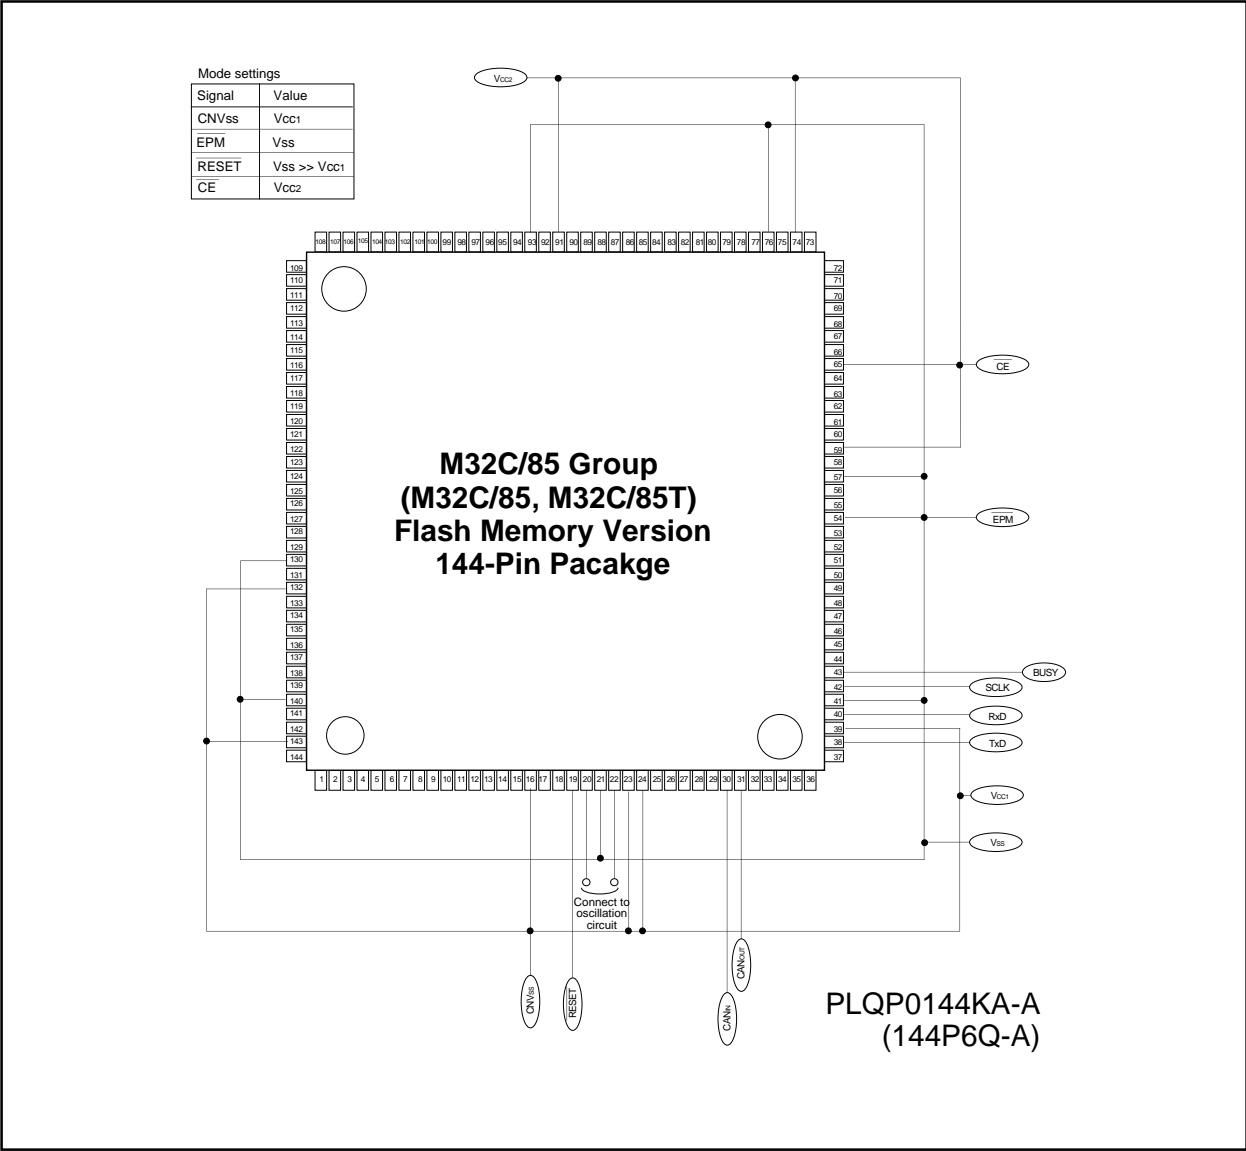 Mode settings
Signal Value
CNVss Vcc1
EPM Vss
RESET Vss >> Vcc1
CE Vcc2
Vcc2
108 107 106 105 104 103 102 101 100 99 98 97 96 95 94 93 92 91 90 89 88 87 86 85 84 83 82 81 80 79 78 77 76 75 74 73
109
110
111
112
113
114
115
116
117
118
119
120
121
122
123
124
125
126
127
128
129
130
131
132
133
134
135
136
137
138
139
140
141
142
143
144
M32C/85 Group
(M32C/85, M32C/85T)
Flash Memory Version
144-Pin Pacakge
72
71
70
69
68
67
66
65
64
63
62
61
60
59
58
57
56
55
54
53
52
51
50
49
48
47
46
45
44
43
42
41
40
39
38
37
CE
EPM
BUSY
SCLK
RxD
TxD
Vcc1
Vss
1 2 3 4 5 6 7 8 9 10 11 12 13 14 15 16 17 18 19 20 21 22 23 24 25 26 27 28 29 30 31 32 33 34 35 36
Connect to
oscillation
circuit
CNVss
RESET
CANIN
CANOUT
PLQP0144KA-A
(144P6Q-A)